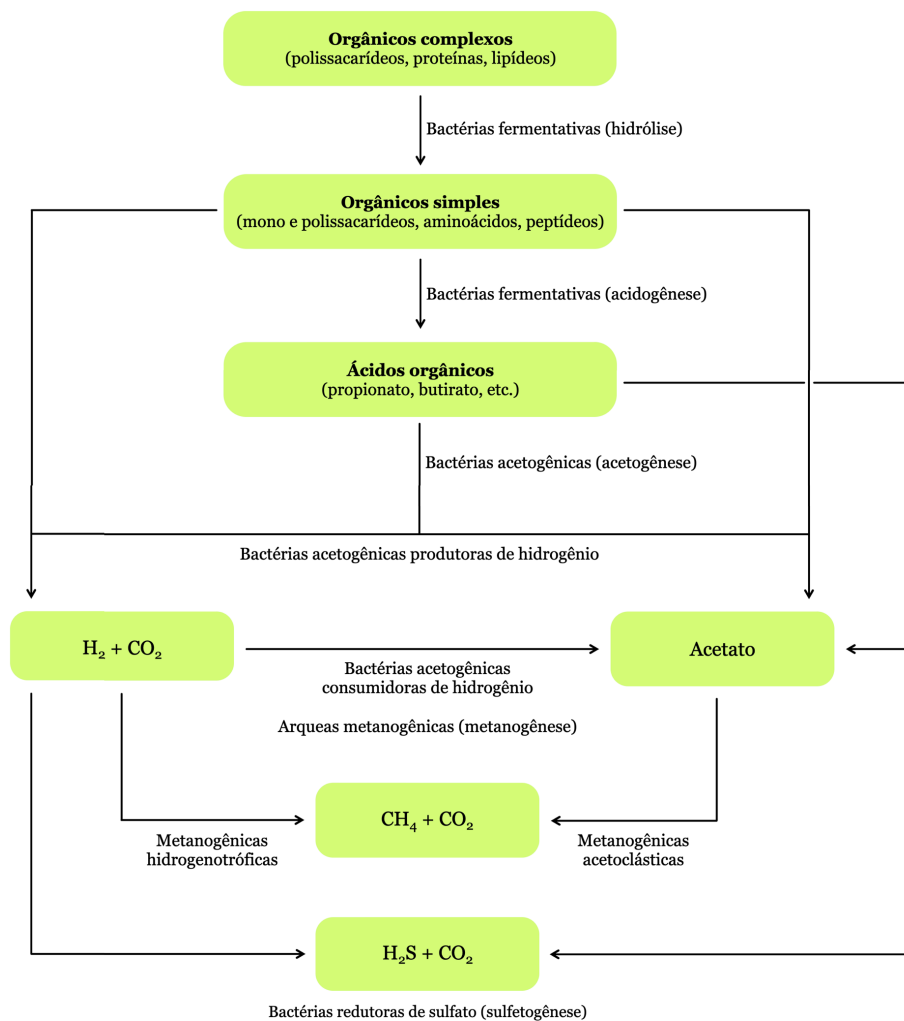 Orgânicos complexos
(polissacarídeos, proteínas, lipídeos)
Bactérias fermentativas (hidrólise)
Orgânicos simples
(mono e polissacarídeos, aminoácidos, peptídeos)
Bactérias fermentativas (acidogênese)
Ácidos orgânicos
(propionato, butirato, etc.)
Bactérias acetogênicas (acetogênese)
Bactérias acetogênicas produtoras de hidrogênio
H₂ + CO₂
Acetato
Bactérias acetogênicas
consumidoras de hidrogênio
Arqueas metanogênicas (metanogênese)
CH₄ + CO₂
Metanogênicas
hidrogenotróficas
Metanogênicas
acetoclásticas
H₂S + CO₂
Bactérias redutoras de sulfato (sulfetogênese)